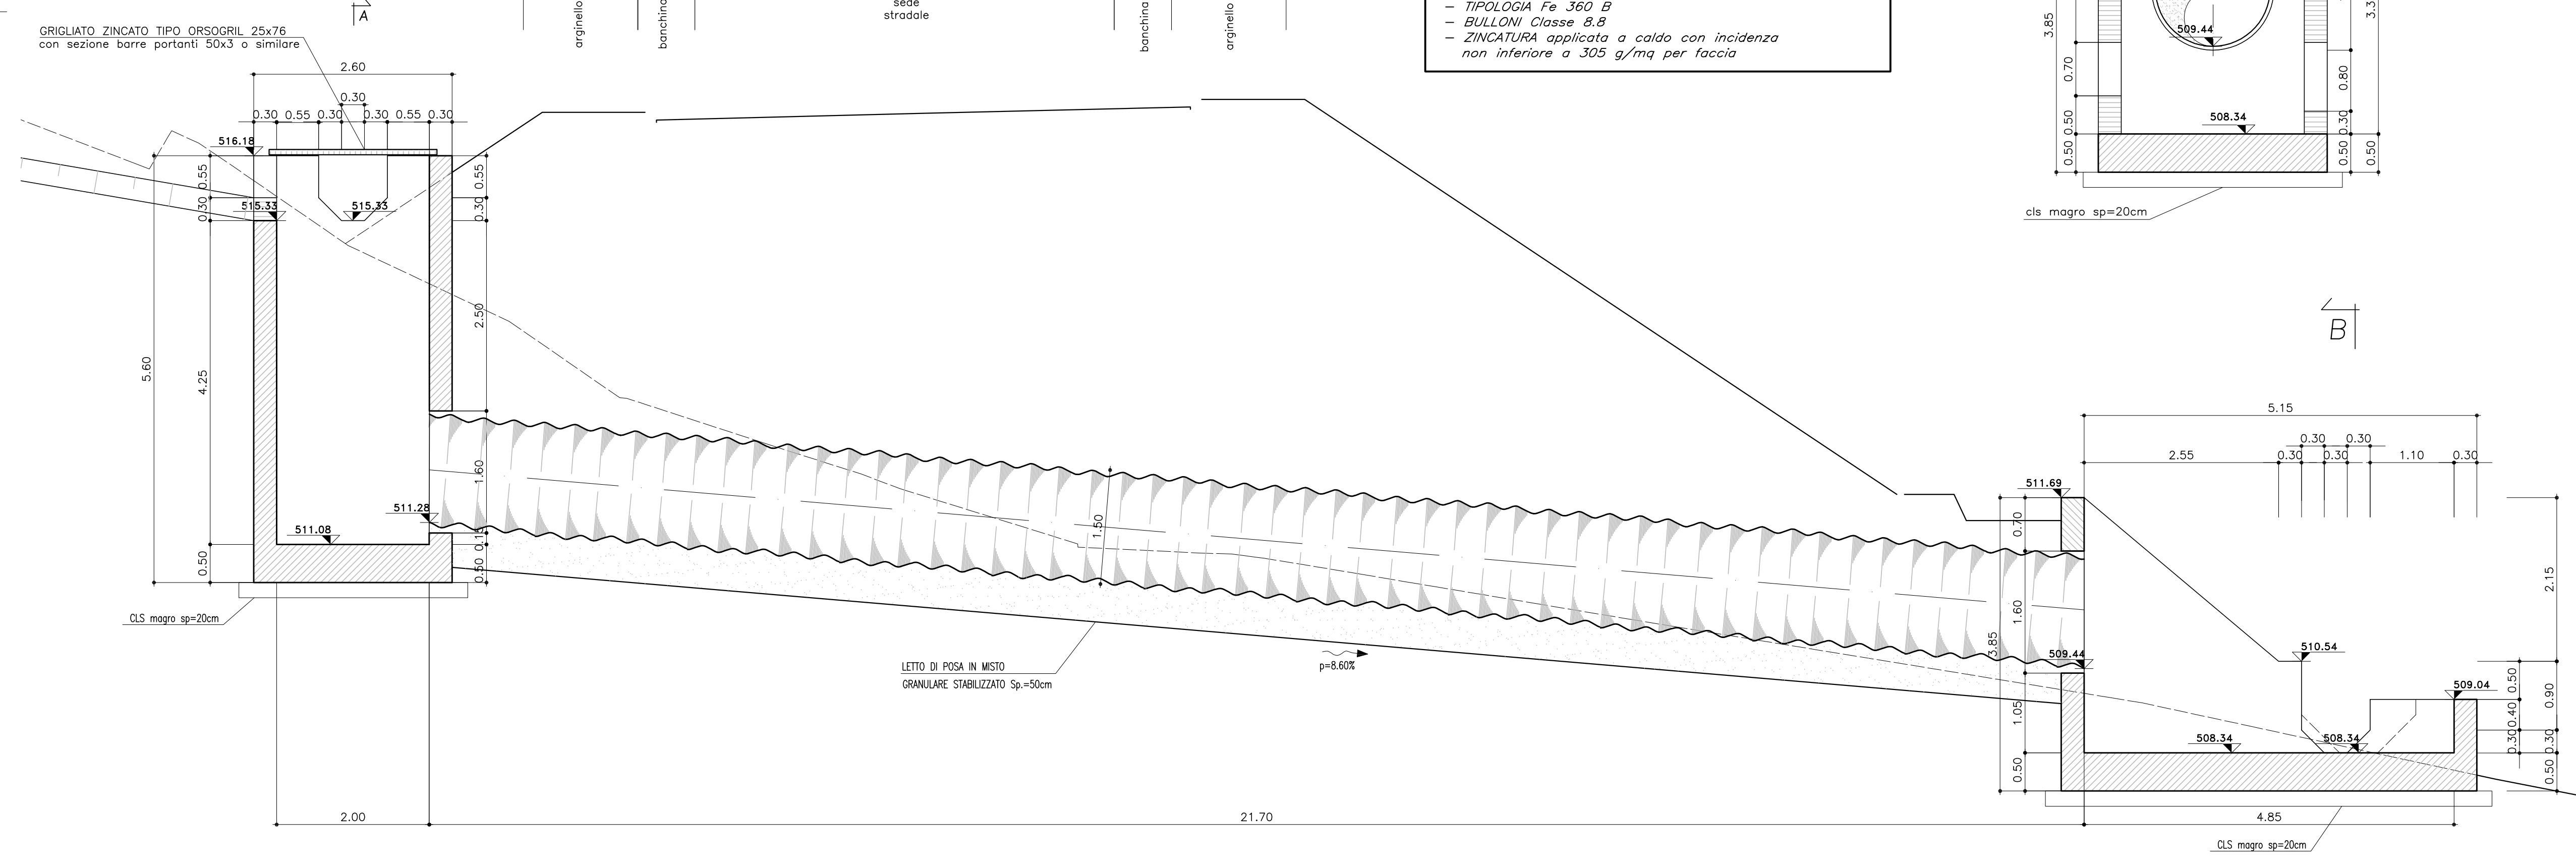 A
arginello
banchina
sede
stradale
banchina
arginello
– TIPOLOGIA Fe 360 B
– BULLONI Classe 8.8
– ZINCATURA applicata a caldo con incidenza
non inferiore a 305 g/mq per faccia
GRIGLIATO ZINCATO TIPO ORSOGRIL 25x76
con sezione barre portanti 50x3 o similare
2.60
0.30
0.30 0.55 0.30 0.30 0.55 0.30
516.18
515.33
515.33
0.55
0.30
4.25
0.50
5.60
0.55
0.30
2.50
1.60
0.15
0.50
511.28
511.08
CLS magro sp=20cm
2.00
1.50
LETTO DI POSA IN MISTO
GRANULARE STABILIZZATO Sp.=50cm
p=8.60%
21.70
3.85
0.70
0.50
0.50
509.44
508.34
0.80
0.30
0.50
0.50
cls magro sp=20cm
B
5.15
0.30 0.30
2.55 0.30 0.30 1.10 0.30
511.69
0.70
1.60
3.85
1.05
0.50
509.44
510.54
509.04
508.34
508.34
2.15
0.50
0.90
0.40
0.30
0.30
0.50
4.85
CLS magro sp=20cm